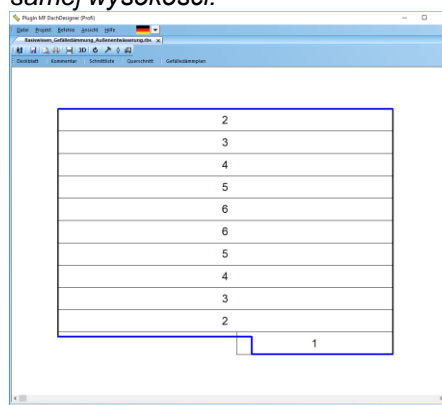 samej wysokości.
PlugIn MF DachDesigner (Profi)
Datei Projekt Befehle Ansicht Hilfe
Basiswissen_Gefälledämmung_Außenentwässerung.rbs x
3D
Deckblatt Kommentar Schnittliste Querschnitt Gefälledämmplan
2
3
4
5
6
6
5
4
3
2
1